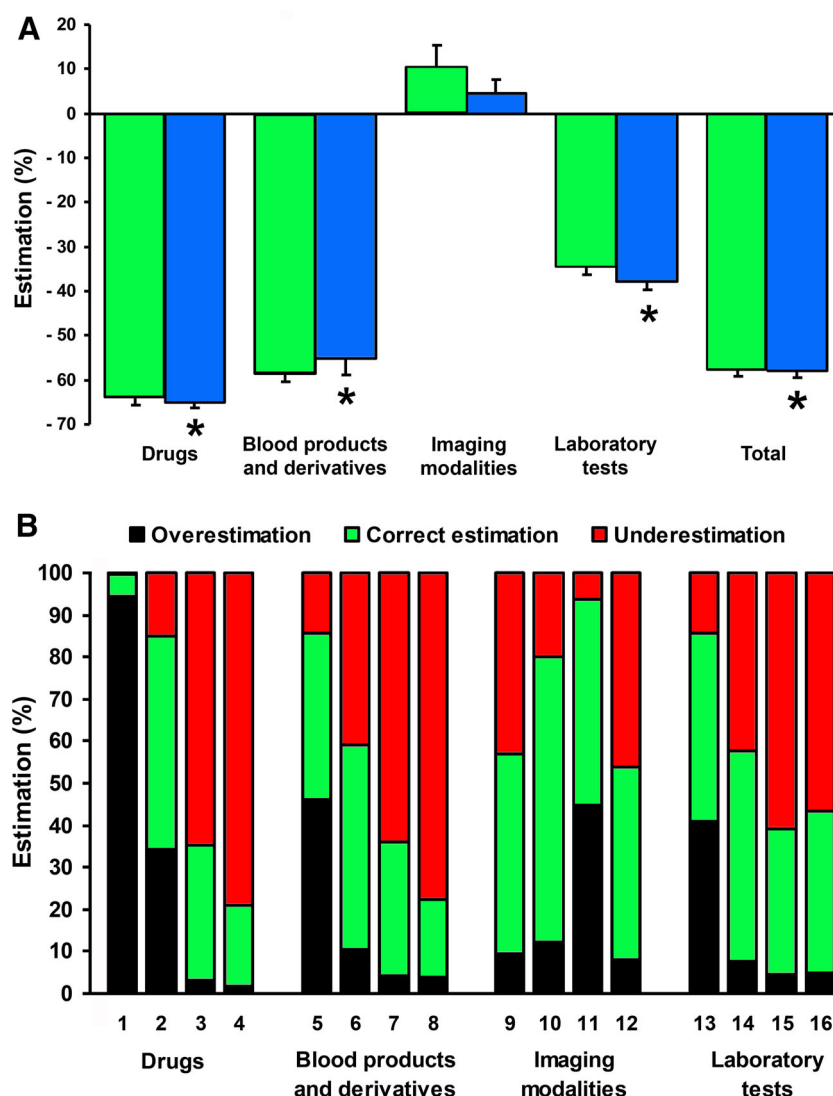 A
20
10
0
- 10
- 20
- 30
- 40
- 50
- 60
- 70
Estimation (%)
* * * *
Drugs Blood products and derivatives Imaging modalities Laboratory tests Total
B
Overestimation Correct estimation Underestimation
100
90
80
70
60
50
40
30
20
10
0
Estimation (%)
1 2 3 4 5 6 7 8 9 10 11 12 13 14 15 16
Drugs Blood products Imaging Laboratory
and derivatives modalities tests